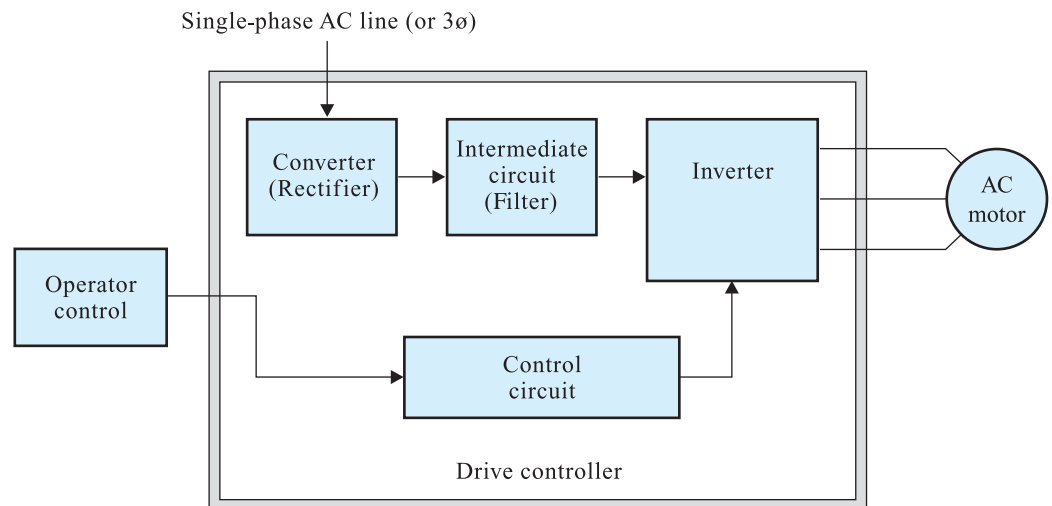 Single-phase AC line (or 3ø)
Converter
(Rectifier)
Intermediate
circuit
(Filter)
Inverter
AC
motor
Operator
control
Control
circuit
Drive controller